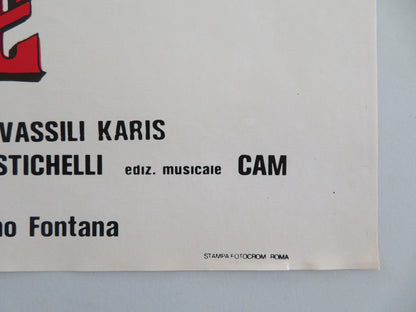 VASSILI KARIS
STICHELLI ediz. musicale CAM
no Fontana
STAMPA FOTOCROM ROMA